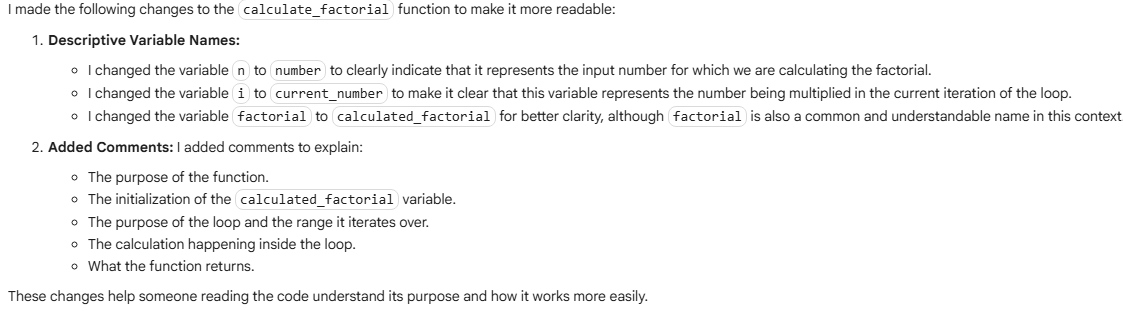 I made the following changes to the calculate_factorial function to make it more readable:
1. Descriptive Variable Names:
○ I changed the variable n to number to clearly indicate that it represents the input number for which we are calculating the factorial.
○ I changed the variable i to current_number to make it clear that this variable represents the number being multiplied in the current iteration of the loop.
○ I changed the variable factorial to calculated_factorial for better clarity, although factorial is also a common and understandable name in this context
2. Added Comments: I added comments to explain:
○ The purpose of the function.
○ The initialization of the calculated_factorial variable.
○ The purpose of the loop and the range it iterates over.
○ The calculation happening inside the loop.
○ What the function returns.
These changes help someone reading the code understand its purpose and how it works more easily.